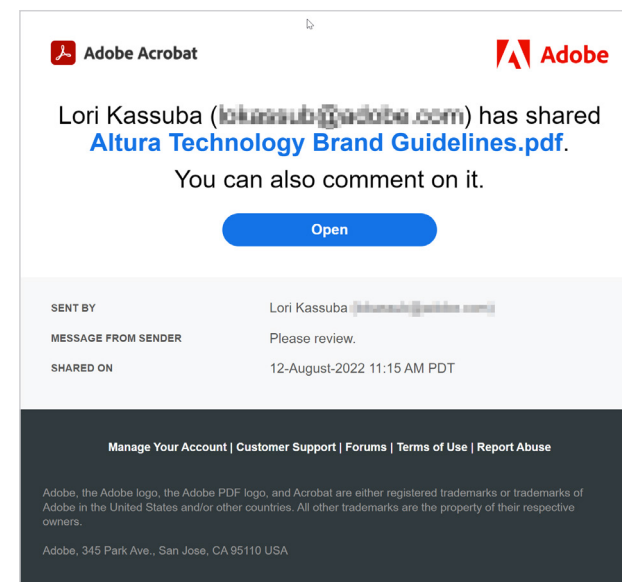 Adobe Acrobat
Adobe
Lori Kassuba ( ) has shared
Altura Technology Brand Guidelines.pdf.
You can also comment on it.
Open
SENT BY Lori Kassuba
MESSAGE FROM SENDER Please review.
SHARED ON 12-August-2022 11:15 AM PDT
Manage Your Account | Customer Support | Forums | Terms of Use | Report Abuse
Adobe, the Adobe logo, the Adobe PDF logo, and Acrobat are either registered trademarks or trademarks of
Adobe in the United States and/or other countries. All other trademarks are the property of their respective
owners.
Adobe, 345 Park Ave., San Jose, CA 95110 USA